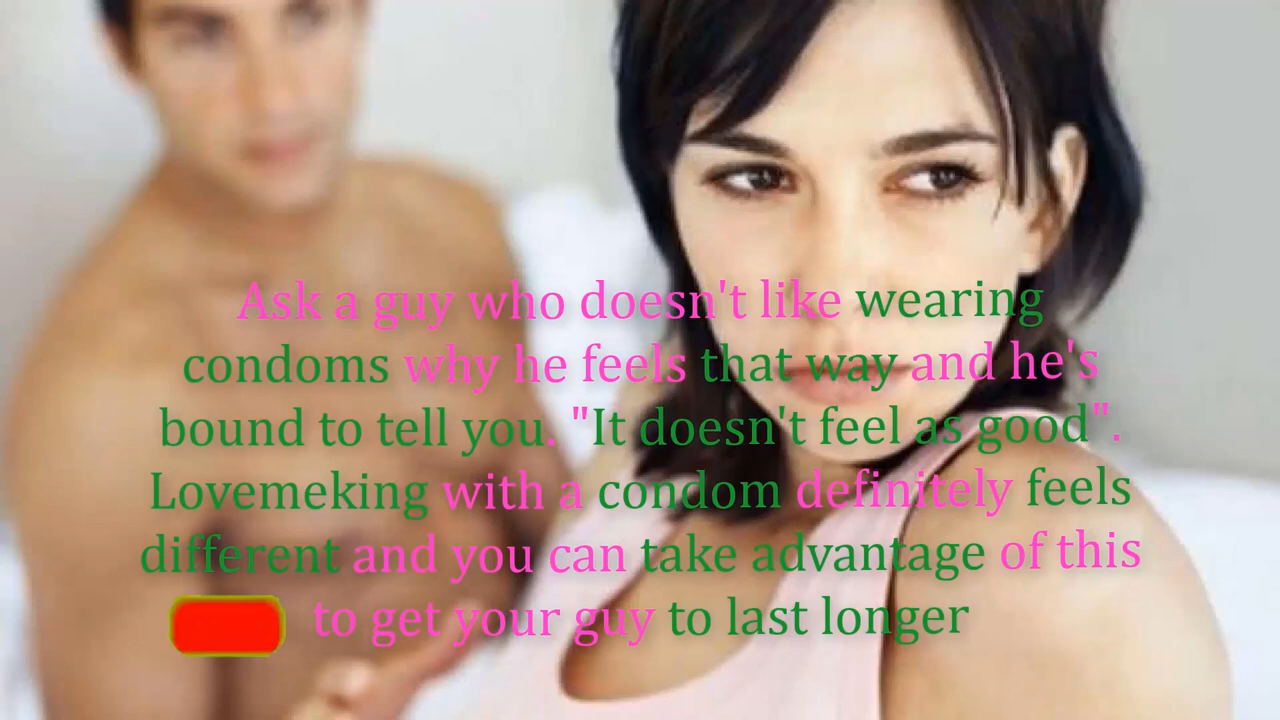 Ask a guy who doesn't like wearing
condoms why he feels that way and he's
bound to tell you. "It doesn't feel as good".
Lovemeking with a condom definitely feels
different and you can take advantage of this
to get your guy to last longer